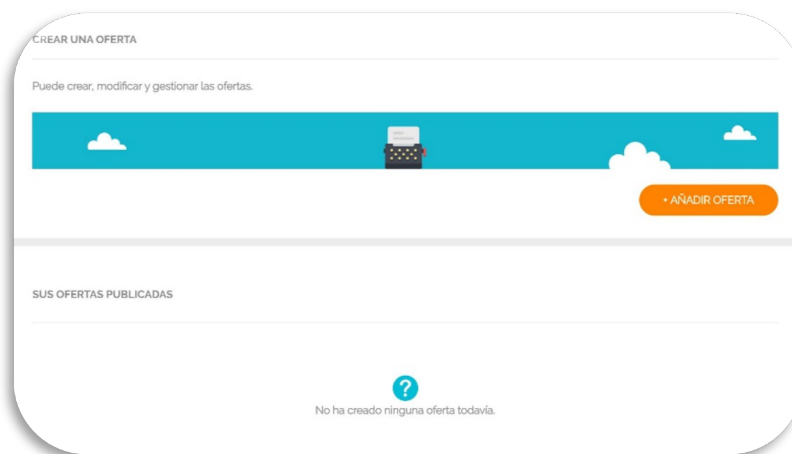 CREAR UNA OFERTA
Puede crear, modificar y gestionar las ofertas.
+ AÑADIR OFERTA
SUS OFERTAS PUBLICADAS
?
No ha creado ninguna oferta todavía.